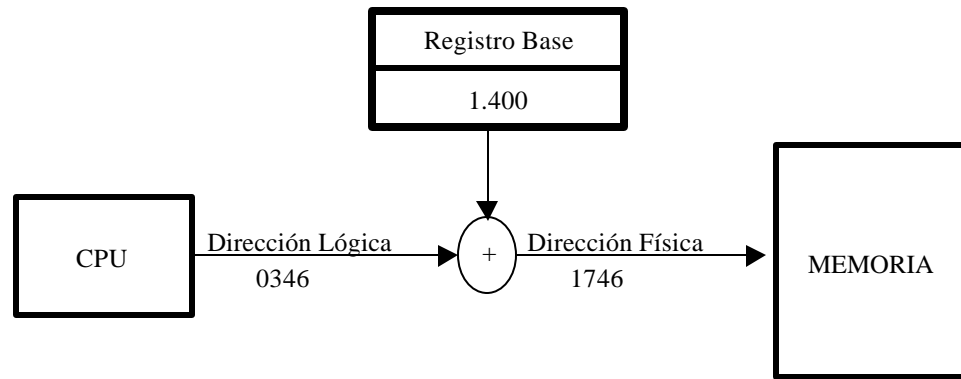 Registro Base
1.400
CPU
Dirección Lógica
0346
+
Dirección Física
1746
MEMORIA